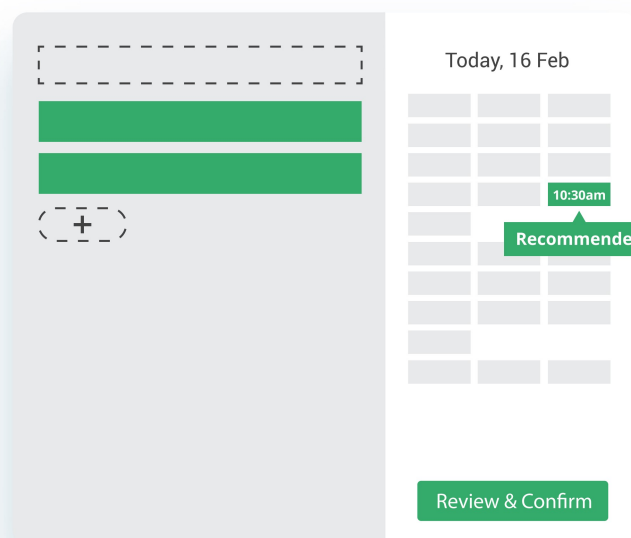 Today, 16 Feb
10:30am
Recommende
+
Review & Confirm